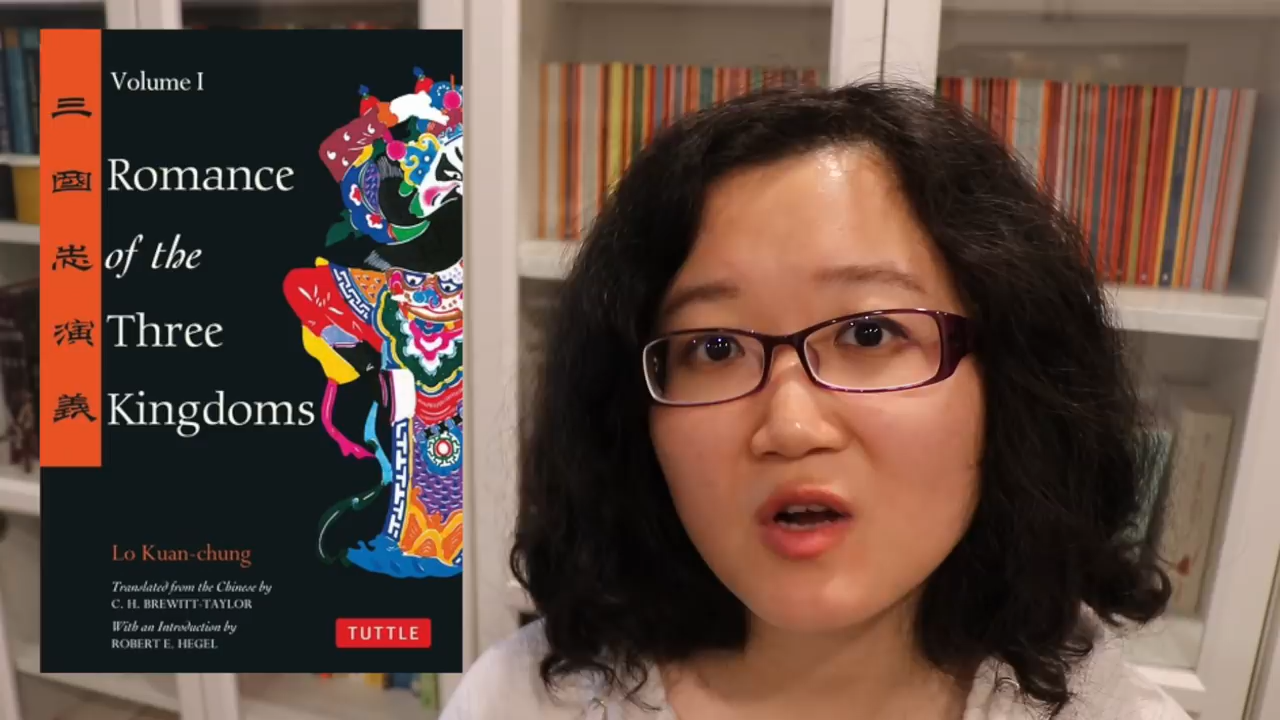 三國志演義
Volume I
Romance
of the
Three
Kingdoms
Lo Kuan-chung
Translated from the Chinese by
C. H. BREWITT-TAYLOR
With an Introduction by
ROBERT E. HEGEL
TUTTLE